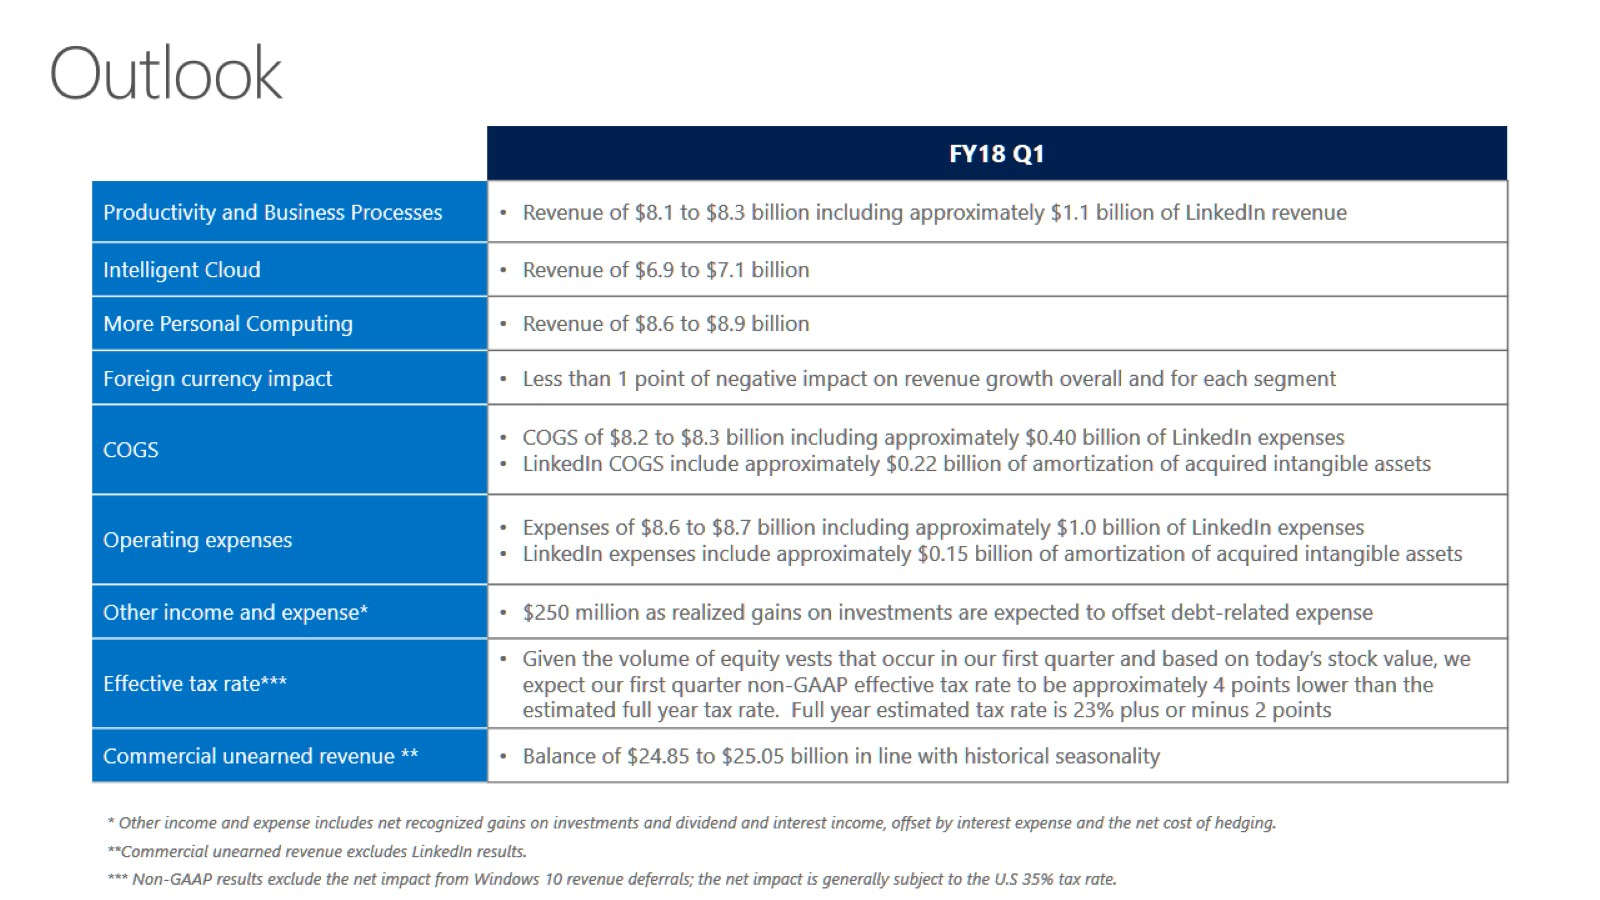 Outlook
FY18 Q1
Productivity and Business Processes
• Revenue of $8.1 to $8.3 billion including approximately $1.1 billion of LinkedIn revenue
Intelligent Cloud
• Revenue of $6.9 to $7.1 billion
More Personal Computing
• Revenue of $8.6 to $8.9 billion
Foreign currency impact
• Less than 1 point of negative impact on revenue growth overall and for each segment
COGS
• COGS of $8.2 to $8.3 billion including approximately $0.40 billion of LinkedIn expenses
• LinkedIn COGS include approximately $0.22 billion of amortization of acquired intangible assets
Operating expenses
• Expenses of $8.6 to $8.7 billion including approximately $1.0 billion of LinkedIn expenses
• LinkedIn expenses include approximately $0.15 billion of amortization of acquired intangible assets
Other income and expense*
• $250 million as realized gains on investments are expected to offset debt-related expense
Effective tax rate***
• Given the volume of equity vests that occur in our first quarter and based on today's stock value, we
expect our first quarter non-GAAP effective tax rate to be approximately 4 points lower than the
estimated full year tax rate.  Full year estimated tax rate is 23% plus or minus 2 points
Commercial unearned revenue **
• Balance of $24.85 to $25.05 billion in line with historical seasonality
* Other income and expense includes net recognized gains on investments and dividend and interest income, offset by interest expense and the net cost of hedging.
**Commercial unearned revenue excludes LinkedIn results.
*** Non-GAAP results exclude the net impact from Windows 10 revenue deferrals; the net impact is generally subject to the U.S 35% tax rate.